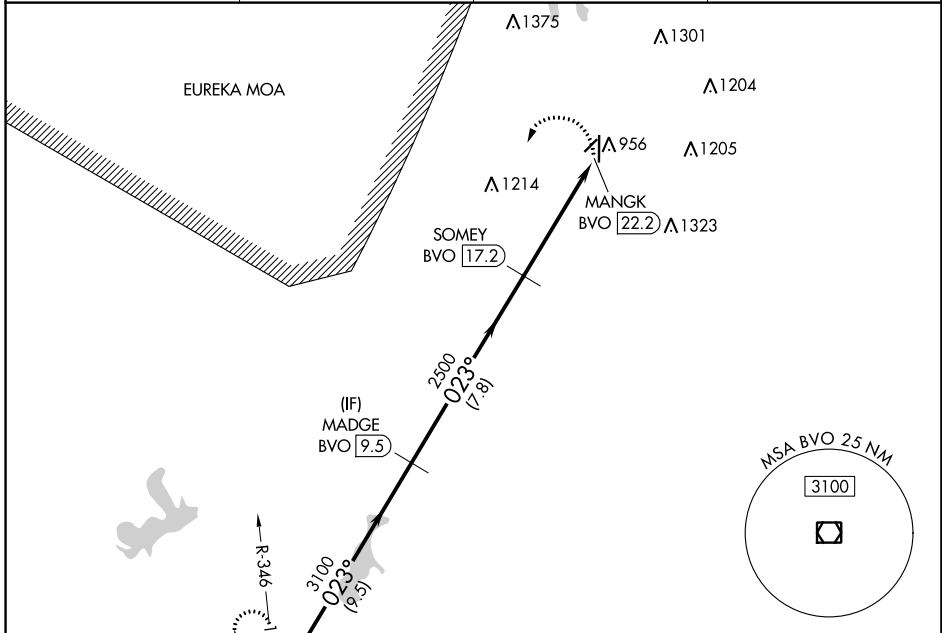 1375
1301
EUREKA MOA
1204
956
1205
1214
MANGK
BVO 22.2
1323
SOMEY
BVO 17.2
2500
023°
(7.8)
(IF)
MADGE
BVO 9.5
MSA BVO 25 NM
3100
R-346
3100
023°
(9.5)